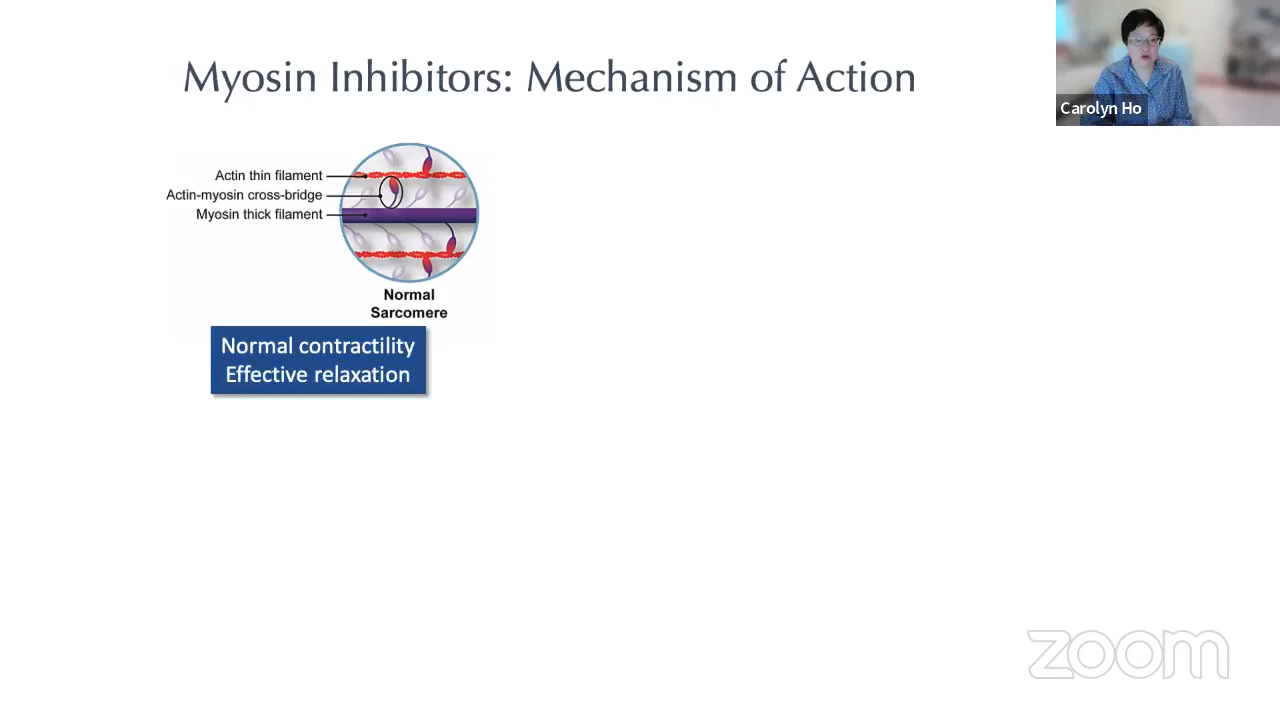 Myosin Inhibitors: Mechanism of Action
Carolyn Ho
Actin thin filament
Actin-myosin cross-bridge
Myosin thick filament
Normal
Sarcomere
Normal contractility
Effective relaxation
zoom